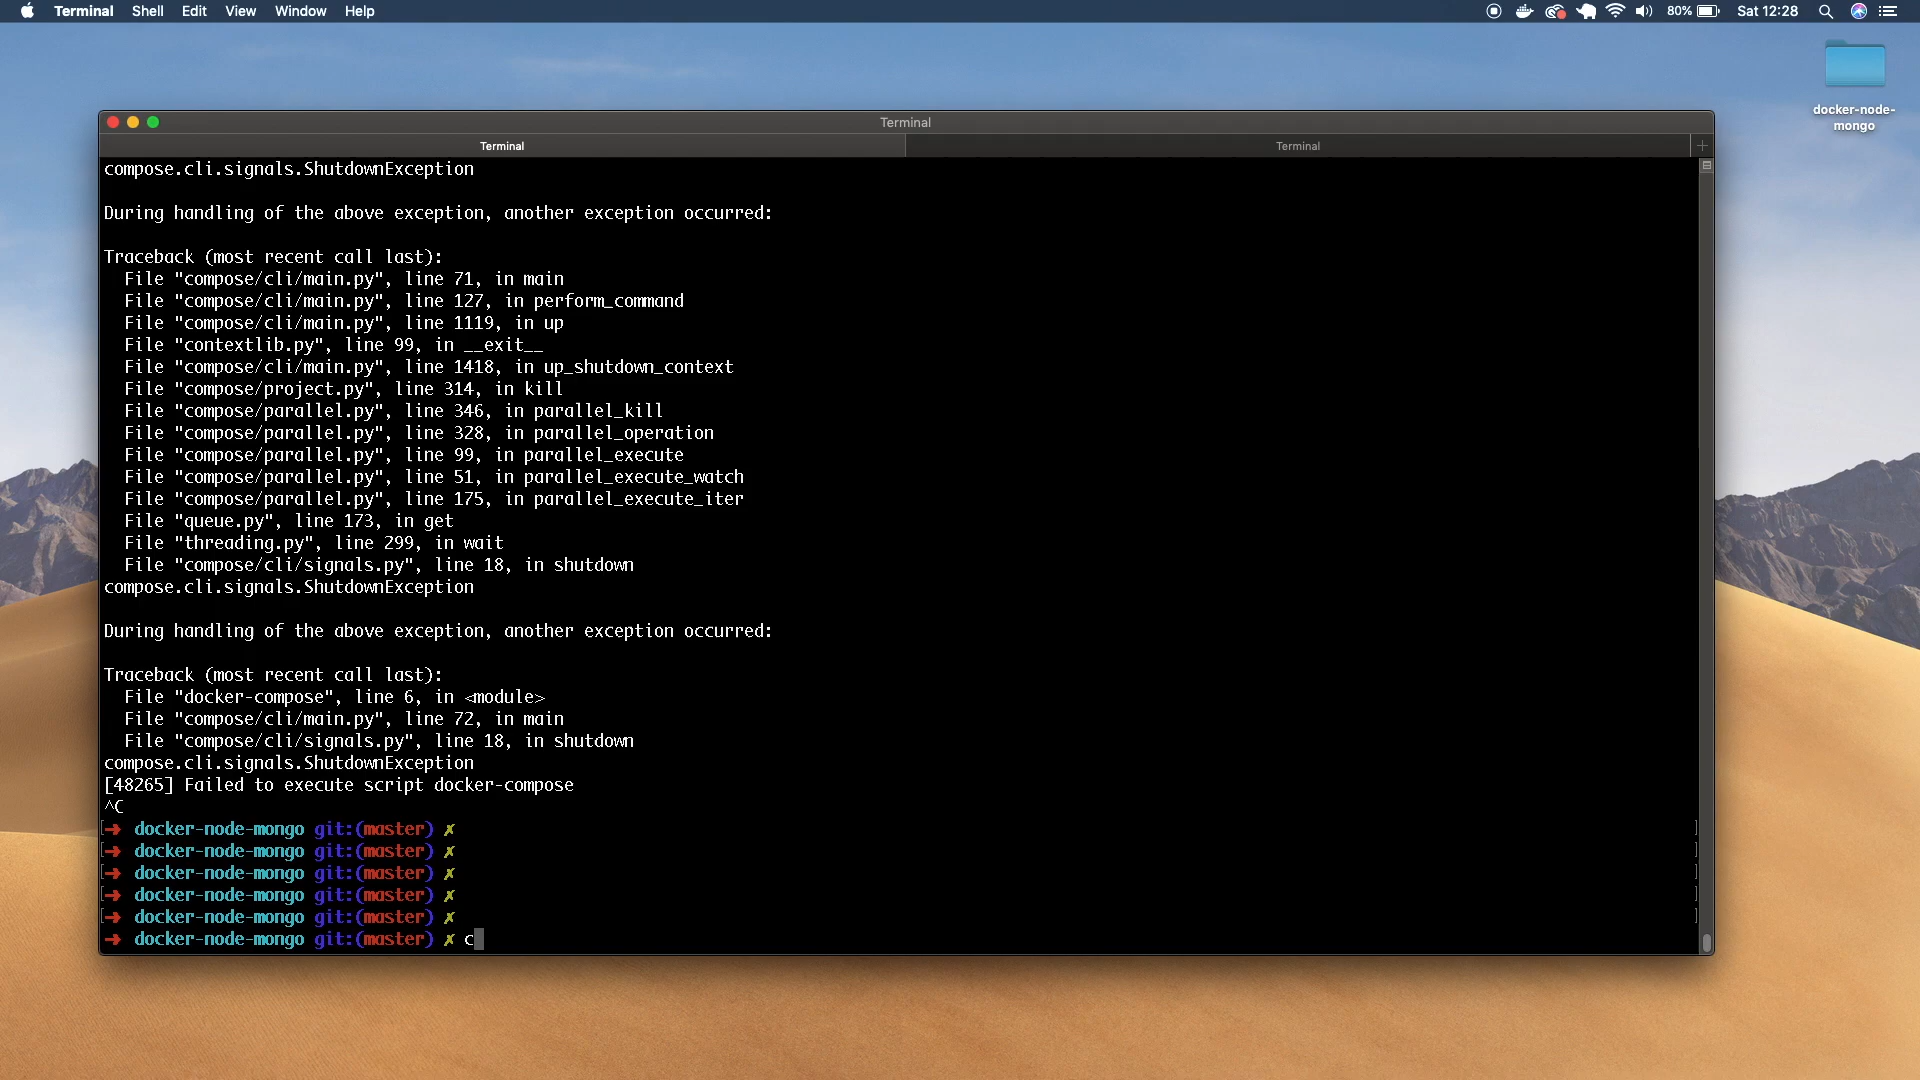 Terminal Shell Edit View Window Help 80% Sat 12:28
docker-node-
mongo
Terminal
Terminal Terminal +
compose.cli.signals.ShutdownException
During handling of the above exception, another exception occurred:
Traceback (most recent call last):
File "compose/cli/main.py", line 71, in main
File "compose/cli/main.py", line 127, in perform_command
File "compose/cli/main.py", line 1119, in up
File "contextlib.py", line 99, in __exit__
File "compose/cli/main.py", line 1418, in up_shutdown_context
File "compose/project.py", line 314, in kill
File "compose/parallel.py", line 346, in parallel_kill
File "compose/parallel.py", line 328, in parallel_operation
File "compose/parallel.py", line 99, in parallel_execute
File "compose/parallel.py", line 51, in parallel_execute_watch
File "compose/parallel.py", line 175, in parallel_execute_iter
File "queue.py", line 173, in get
File "threading.py", line 299, in wait
File "compose/cli/signals.py", line 18, in shutdown
compose.cli.signals.ShutdownException
During handling of the above exception, another exception occurred:
Traceback (most recent call last):
File "docker-compose", line 6, in <module>
File "compose/cli/main.py", line 72, in main
File "compose/cli/signals.py", line 18, in shutdown
compose.cli.signals.ShutdownException
[48265] Failed to execute script docker-compose
^C
[➜ docker-node-mongo git:(master) ✗ ]
[➜ docker-node-mongo git:(master) ✗ ]
[➜ docker-node-mongo git:(master) ✗ ]
[➜ docker-node-mongo git:(master) ✗ ]
[➜ docker-node-mongo git:(master) ✗ ]
➜ docker-node-mongo git:(master) ✗ c